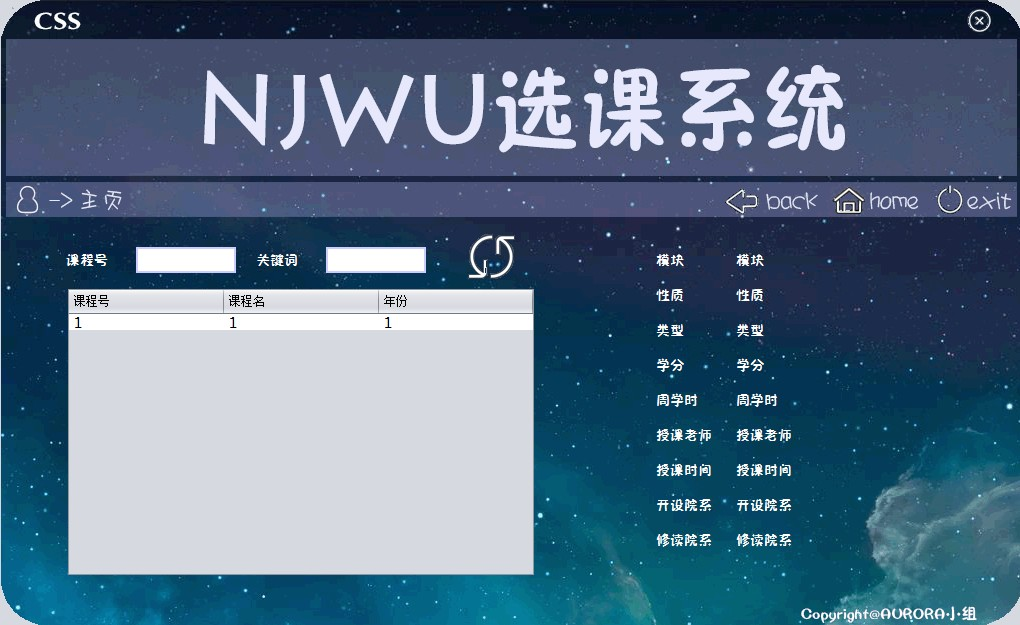 CSS
NJWU选课系统
-> 主页 back home exit
课程号 关键词
课程号 课程名 年份
1 1 1
模块 模块
性质 性质
类型 类型
学分 学分
周学时 周学时
授课老师 授课老师
授课时间 授课时间
开设院系 开设院系
修读院系 修读院系
Copyright@AURORA小组